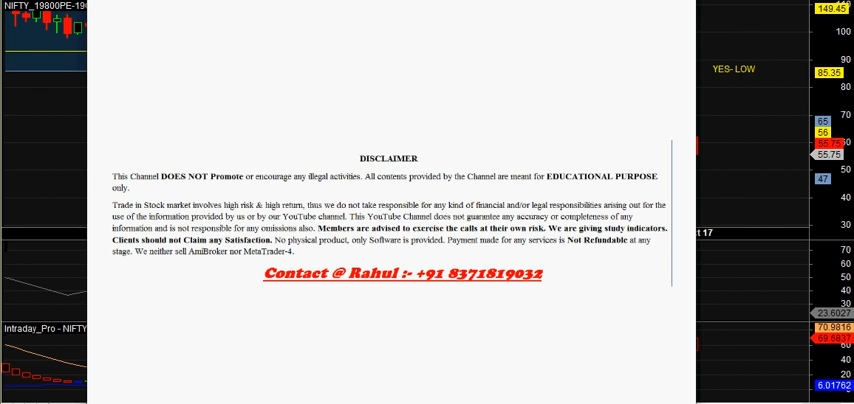 NIFTY_19800PE-19O
149.45
100
90
YES- LOW
85.35
80
70
65
56
60
55.75
55.75
50
47
40
30
DISCLAIMER
This Channel DOES NOT Promote or encourage any illegal activities. All contents provided by the Channel are meant for EDUCATIONAL PURPOSE
only.
Trade in Stock market involves high risk & high return, thus we do not take responsible for any kind of financial and/or legal responsibilities arising out for the
use of the information provided by us or by our YouTube channel. This YouTube Channel does not guarantee any accuracy or completeness of any
information and is not responsible for any omissions also. Members are advised to exercise the calls at their own risk. We are giving study indicators.
Clients should not Claim any Satisfaction. No physical product, only Software is provided. Payment made for any services is Not Refundable at any
stage. We neither sell AmiBroker nor MetaTrader-4.
Contact @ Rahul :- +91 8371819032
t 17
70
60
50
40
30
23.6027
Intraday_Pro - NIFTY
70.9816
69.6837
60
40
20
6.01762